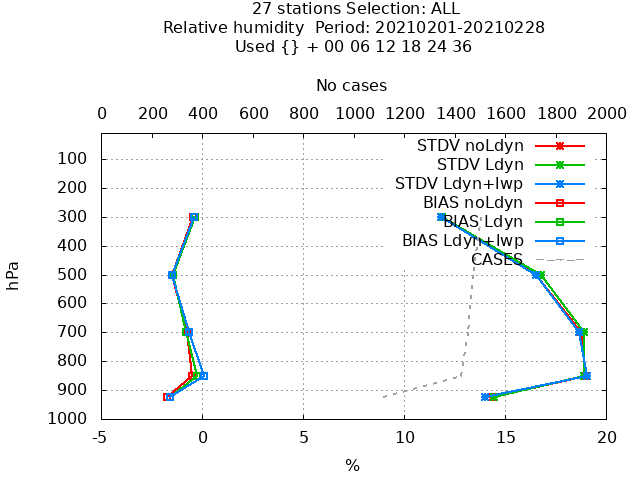 27 stations Selection: ALL
Relative humidity  Period: 20210201-20210228
Used {} + 00 06 12 18 24 36
No cases
0 200 400 600 800 1000 1200 1400 1600 1800 2000
STDV noLdyn
STDV Ldyn
STDV Ldyn+lwp
BIAS noLdyn
BIAS Ldyn
BIAS Ldyn+lwp
CASES
100
200
300
400
500
600
700
800
900
1000
hPa
-5 0 5 10 15 20
%